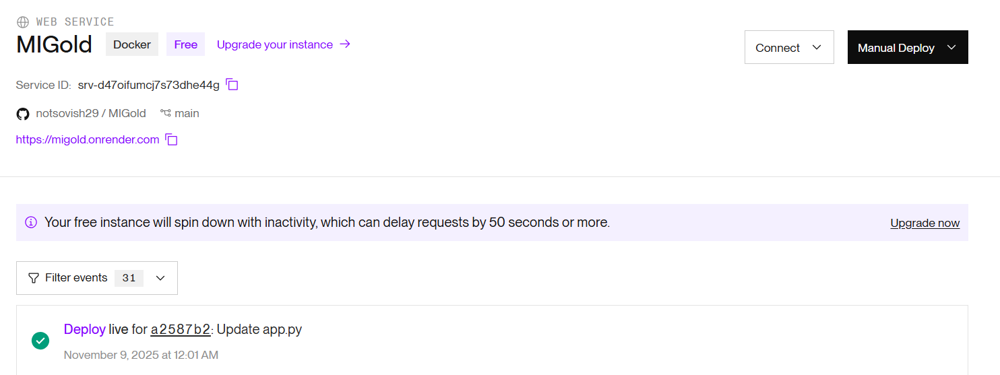 WEB SERVICE
MIGold Docker Free Upgrade your instance →
Connect Manual Deploy
Service ID: srv-d47oifumcj7s73dhe44g
notsovish29 / MIGold main
https://migold.onrender.com
Your free instance will spin down with inactivity, which can delay requests by 50 seconds or more. Upgrade now
Filter events 31
Deploy live for a2587b2: Update app.py
November 9, 2025 at 12:01 AM